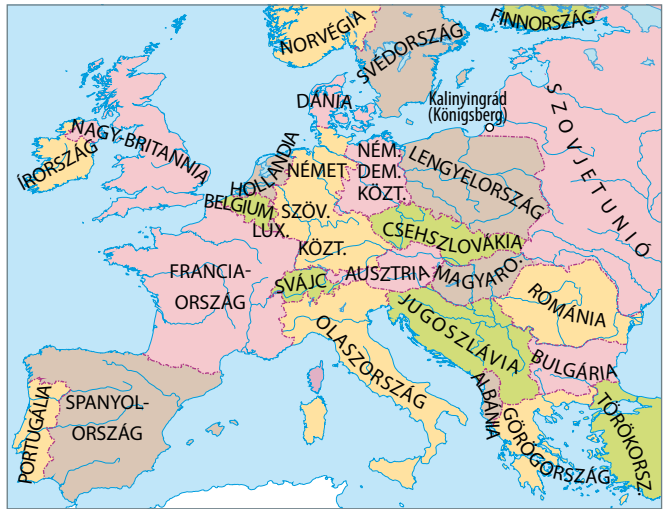 NORVÉGIA
SVÉDORSZÁG
FINNORSZÁG
DÁNIA
Kalinyingrád
(Königsberg)
SZOVJETUNIÓ
NAGY-BRITANNIA
ÍRORSZÁG
HOLLANDIA
BELGIUM
LUX.
NÉMET
SZÖV.
KÖZT.
NÉM.
DEM.
KÖZT.
LENGYELORSZÁG
CSEHSZLOVÁKIA
FRANCIA-
ORSZÁG
SVÁJC
AUSZTRIA
MAGYARO.
ROMÁNIA
OLASZORSZÁG
JUGOSZLÁVIA
BULGÁRIA
ALBÁNIA
GÖRÖGORSZÁG
TÖRÖKORSZ.
PORTUGÁLIA
SPANYOL-
ORSZÁG